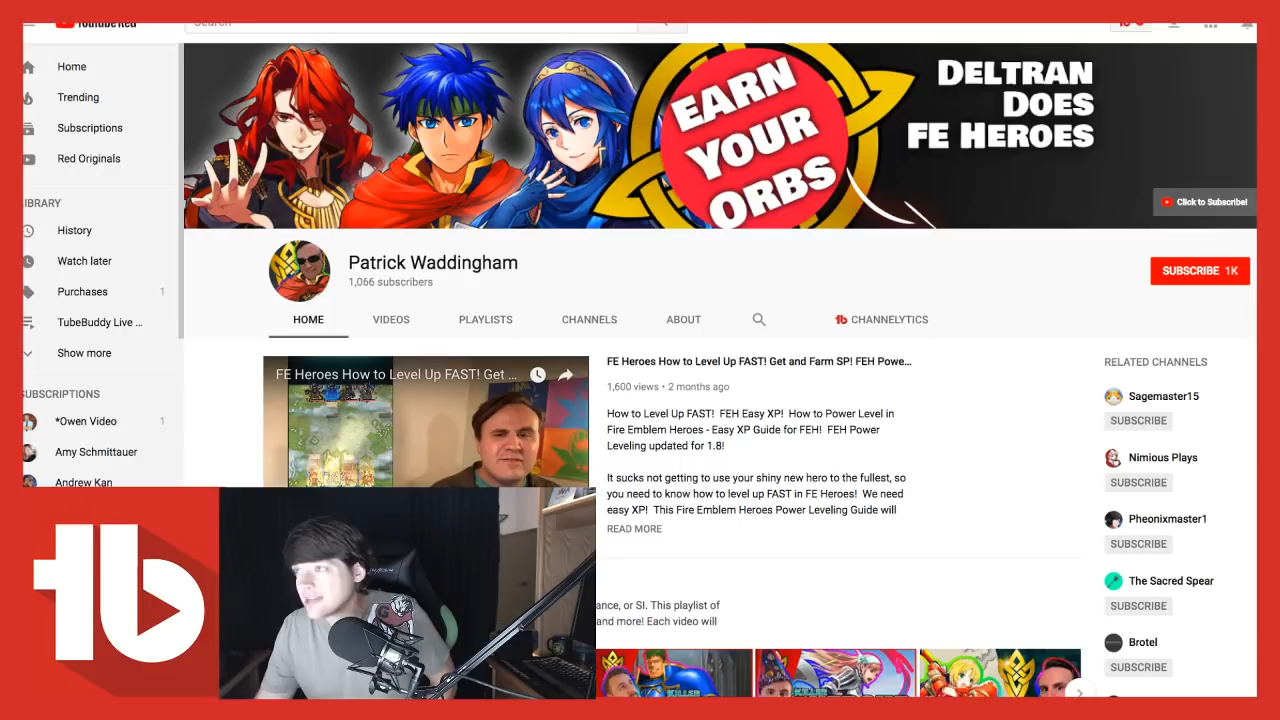 YouTube Red
Search
Home
Trending
Subscriptions
Red Originals
LIBRARY
History
Watch later
Purchases 1
TubeBuddy Live ...
Show more
SUBSCRIPTIONS
*Owen Video 1
Amy Schmittauer
Andrew Kan
EARN
YOUR
ORBS
DELTRAN
DOES
FE HEROES
Click to Subscribe!
Patrick Waddingham
1,066 subscribers
SUBSCRIBE 1K
HOME VIDEOS PLAYLISTS CHANNELS ABOUT tb CHANNELYTICS
FE Heroes How to Level Up FAST! Get ...
FE Heroes How to Level Up FAST! Get and Farm SP! FEH Powe...
1,600 views • 2 months ago
How to Level Up FAST! FEH Easy XP! How to Power Level in
Fire Emblem Heroes - Easy XP Guide for FEH! FEH Power
Leveling updated for 1.8!
It sucks not getting to use your shiny new hero to the fullest, so
you need to know how to level up FAST in FE Heroes! We need
easy XP! This Fire Emblem Heroes Power Leveling Guide will
READ MORE
ance, or SI. This playlist of
and more! Each video will
KILLER
KILLER
RELATED CHANNELS
Sagemaster15
SUBSCRIBE
Nimious Plays
SUBSCRIBE
Pheonixmaster1
SUBSCRIBE
The Sacred Spear
SUBSCRIBE
Brotel
SUBSCRIBE
tb